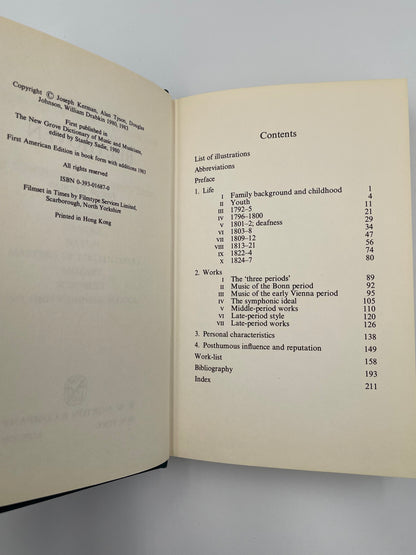 Copyright © Joseph Kerman, Alan Tyson, Douglas
Johnson, William Drabkin 1980, 1983
First published in
The New Grove Dictionary of Music and Musicians,
edited by Stanley Sadie, 1980
First American Edition in book form with additions 1983
All rights reserved
ISBN 0-393-01687-0
Filmset in Times by Filmtype Services Limited,
Scarborough, North Yorkshire
Printed in Hong Kong
Contents
List of illustrations
Abbreviations
Preface
1. Life
I Family background and childhood 1
II Youth 4
III 1792–5 11
IV 1796–1800 21
V 1801–2; deafness 29
VI 1803–8 34
VII 1809–12 47
VIII 1813–21 56
IX 1822–4 74
X 1824–7 80
2. Works
I The 'three periods' 89
II Music of the Bonn period 92
III Music of the early Vienna period 95
IV The symphonic ideal 105
V Middle-period works 110
VI Late-period style 120
VII Late-period works 126
3. Personal characteristics 138
4. Posthumous influence and reputation 149
Work-list 158
Bibliography 193
Index 211